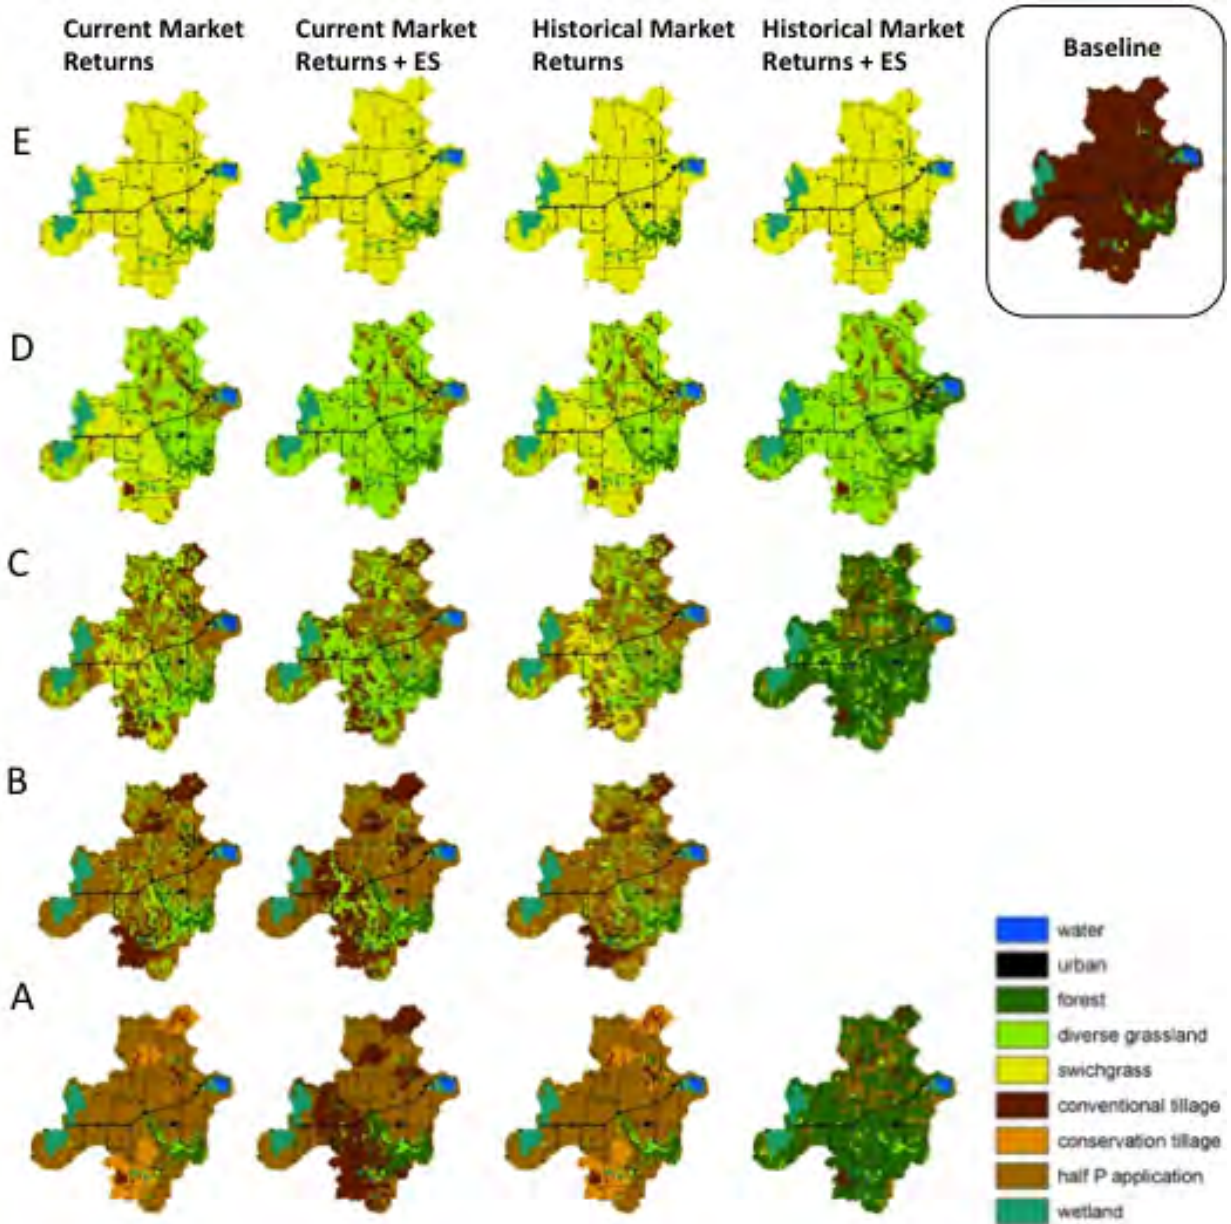 Current Market
Returns
Current Market
Returns + ES
Historical Market
Returns
Historical Market
Returns + ES
Baseline
E
D
C
B
A
water
urban
forest
diverse grassland
swichgrass
conventional tillage
conservation tillage
half P application
wetland